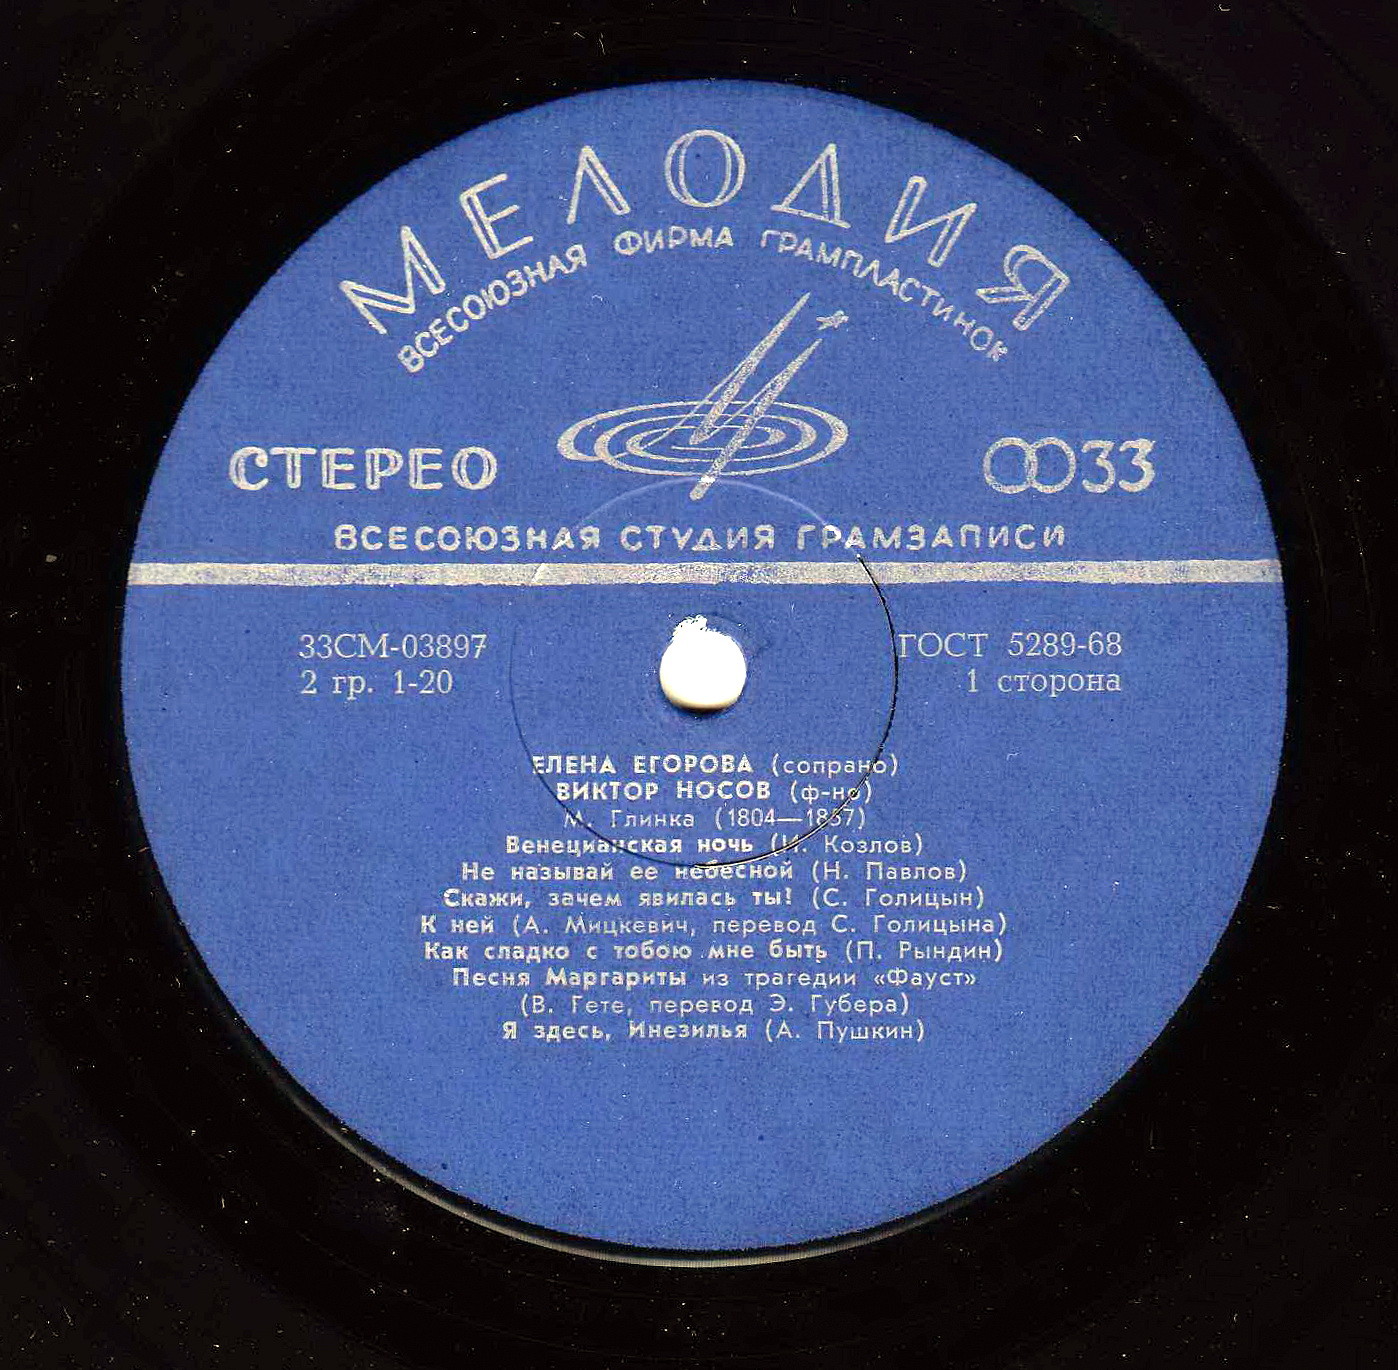 МЕЛОДИЯ
ВСЕСОЮЗНАЯ ФИРМА ГРАМПЛАСТИНОК
СТЕРЕО
33
ВСЕСОЮЗНАЯ СТУДИЯ ГРАМЗАПИСИ
33СМ-03897 ГОСТ 5289-68
2 гр. 1-20 1 сторона
ЕЛЕНА ЕГОРОВА (сопрано)
ВИКТОР НОСОВ (ф-но)
М. Глинка (1804—1857)
Венецианская ночь (И. Козлов)
Не называй ее небесной (Н. Павлов)
Скажи, зачем явилась ты! (С. Голицын)
К ней (А. Мицкевич, перевод С. Голицына)
Как сладко с тобою мне быть (П. Рындин)
Песня Маргариты из трагедии «Фауст»
(В. Гете, перевод Э. Губера)
Я здесь, Инезилья (А. Пушкин)